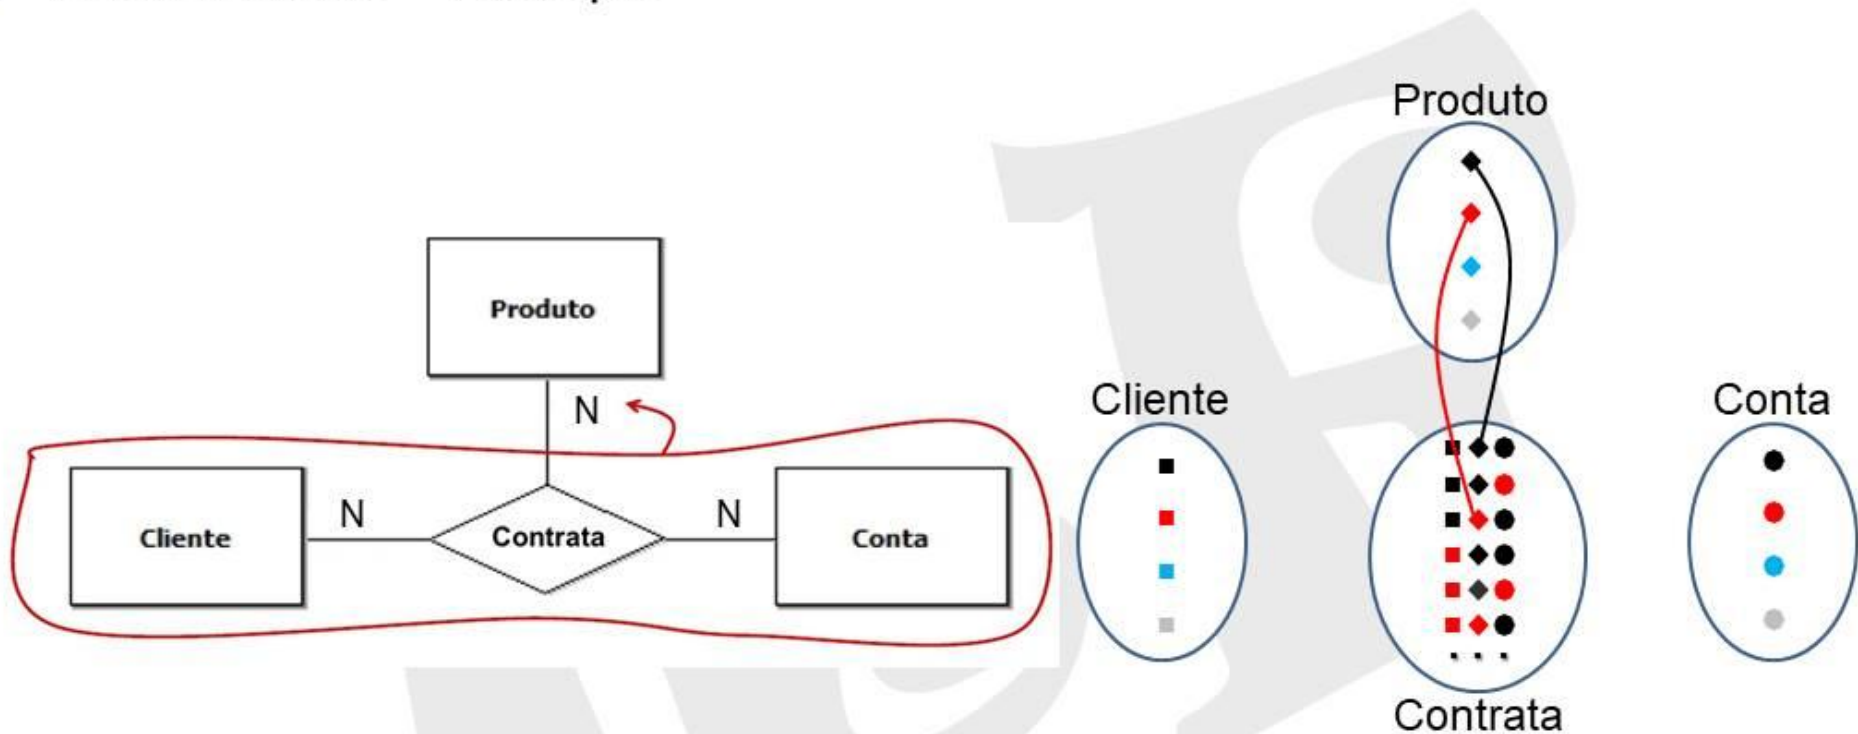 Produto
N
Cliente
N
Contrata
N
Conta
Produto
Cliente
Conta
Contrata